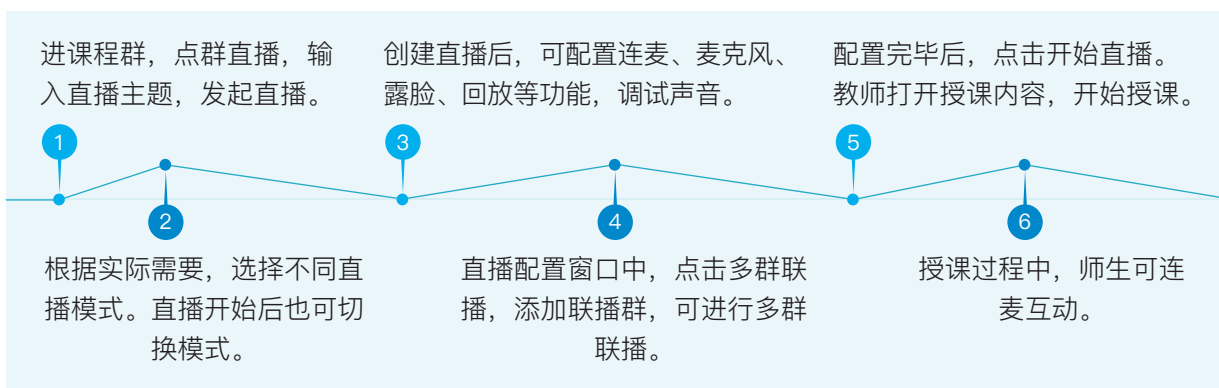 进课程群，点群直播，输
入直播主题，发起直播。
1
根据实际需要，选择不同直
播模式。直播开始后也可切
换模式。
2
创建直播后，可配置连麦、麦克风、
露脸、回放等功能，调试声音。
3
直播配置窗口中，点击多群联
播，添加联播群，可进行多群
联播。
4
配置完毕后，点击开始直播。
教师打开授课内容，开始授课。
5
授课过程中，师生可连
麦互动。
6